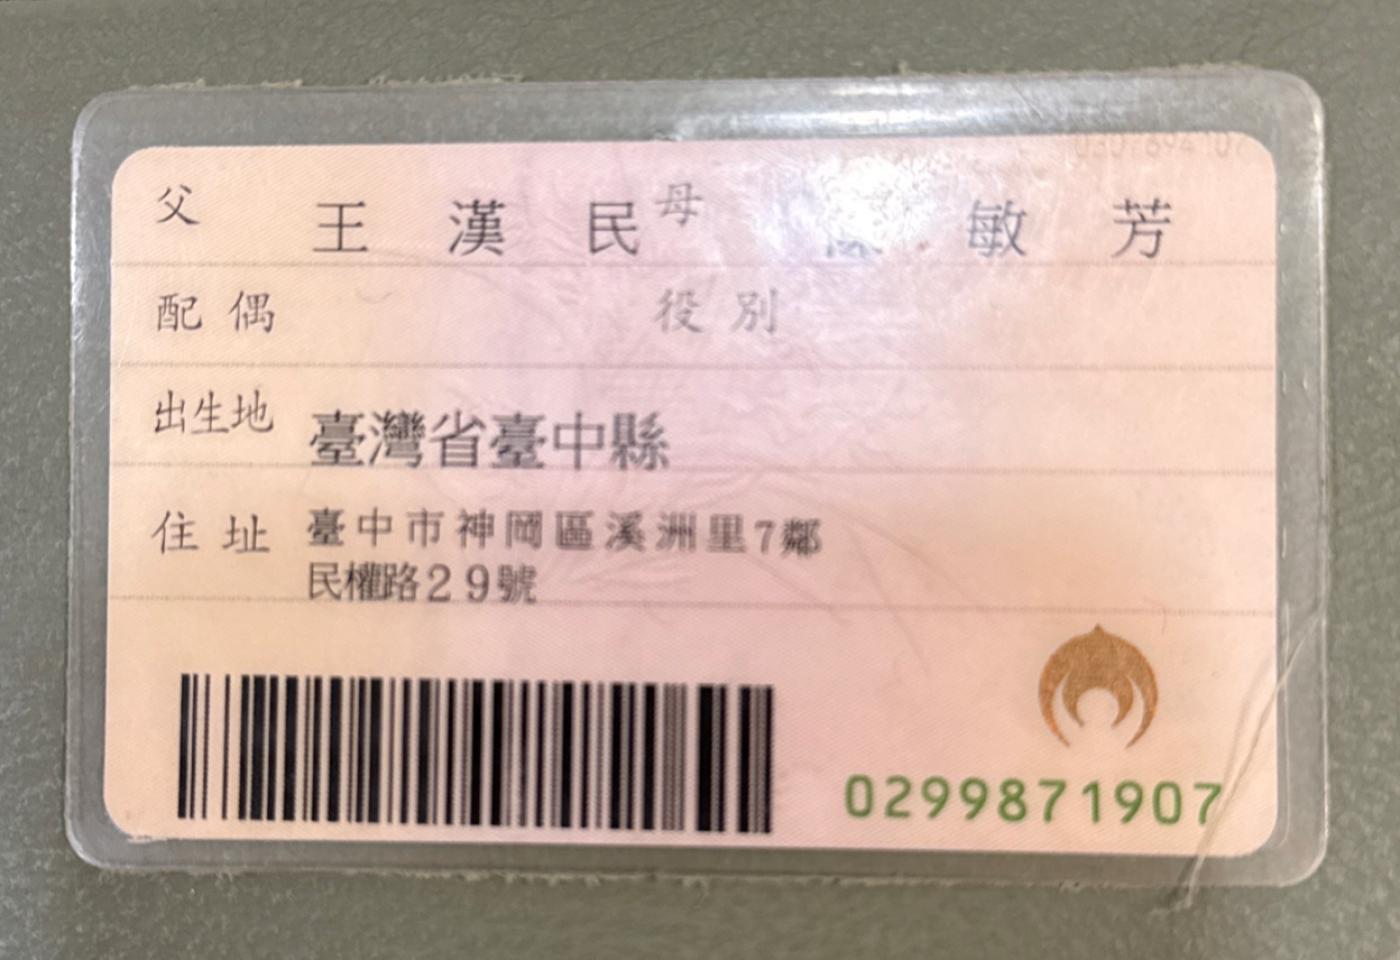 父 王漢民 母 敏芳
配偶 役別
出生地 臺灣省臺中縣
住址 臺中市神岡區溪洲里7鄰
民權路29號
0299871907